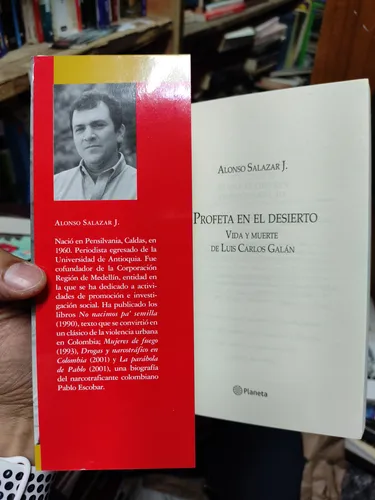 ALONSO SALAZAR J.
Nació en Pensilvania, Caldas, en
1960. Periodista egresado de la
Universidad de Antioquia. Fue
cofundador de la Corporación
Región de Medellín, entidad en
la que se ha dedicado a activi-
dades de promoción e investi-
gación social. Ha publicado los
libros No nacimos pa' semilla
(1990), texto que se convirtió en
un clásico de la violencia urbana
en Colombia; Mujeres de fuego
(1993), Drogas y narcotráfico en
Colombia (2001) y La parábola
de Pablo (2001), una biografía
del narcotraficante colombiano
Pablo Escobar.
ALONSO SALAZAR J.
PROFETA EN EL DESIERTO
VIDA Y MUERTE
DE LUIS CARLOS GALÁN
Planeta